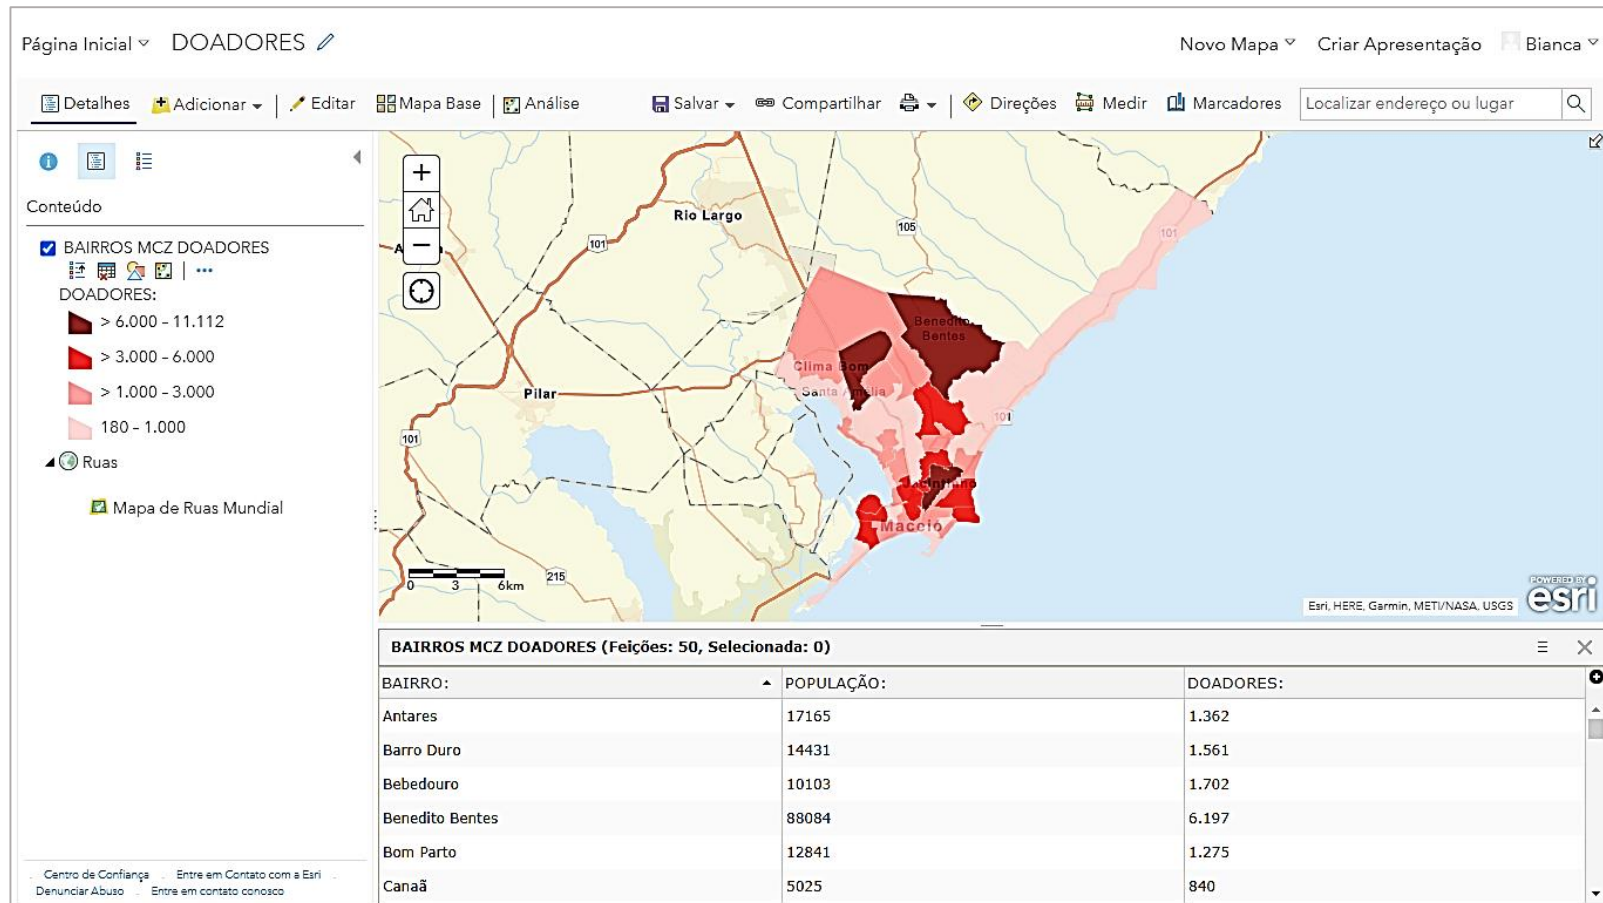 Página Inicial DOADORES Novo Mapa Criar Apresentação Bianca
Detalhes Adicionar Editar Mapa Base Análise Salvar Compartilhar Direções Medir Marcadores Localizar endereço ou lugar
Conteúdo
BAIRROS MCZ DOADORES
DOADORES:
> 6.000 - 11.112
> 3.000 - 6.000
> 1.000 - 3.000
180 - 1.000
Ruas
Mapa de Ruas Mundial
Centro de Confiança Entre em Contato com a Esri
Denunciar Abuso Entre em contato conosco
+
−
Rio Largo
101
105
101
Benedito
Bentes
Clima Bom
Santa Amélia
Pilar
101
101
Jacintinho
Maceió
215
0 3 6km
POWERED BY
esri
Esri, HERE, Garmin, METI/NASA, USGS
BAIRROS MCZ DOADORES (Feições: 50, Selecionada: 0)
BAIRRO: POPULAÇÃO: DOADORES:
Antares 17165 1.362
Barro Duro 14431 1.561
Bebedouro 10103 1.702
Benedito Bentes 88084 6.197
Bom Parto 12841 1.275
Canaã 5025 840